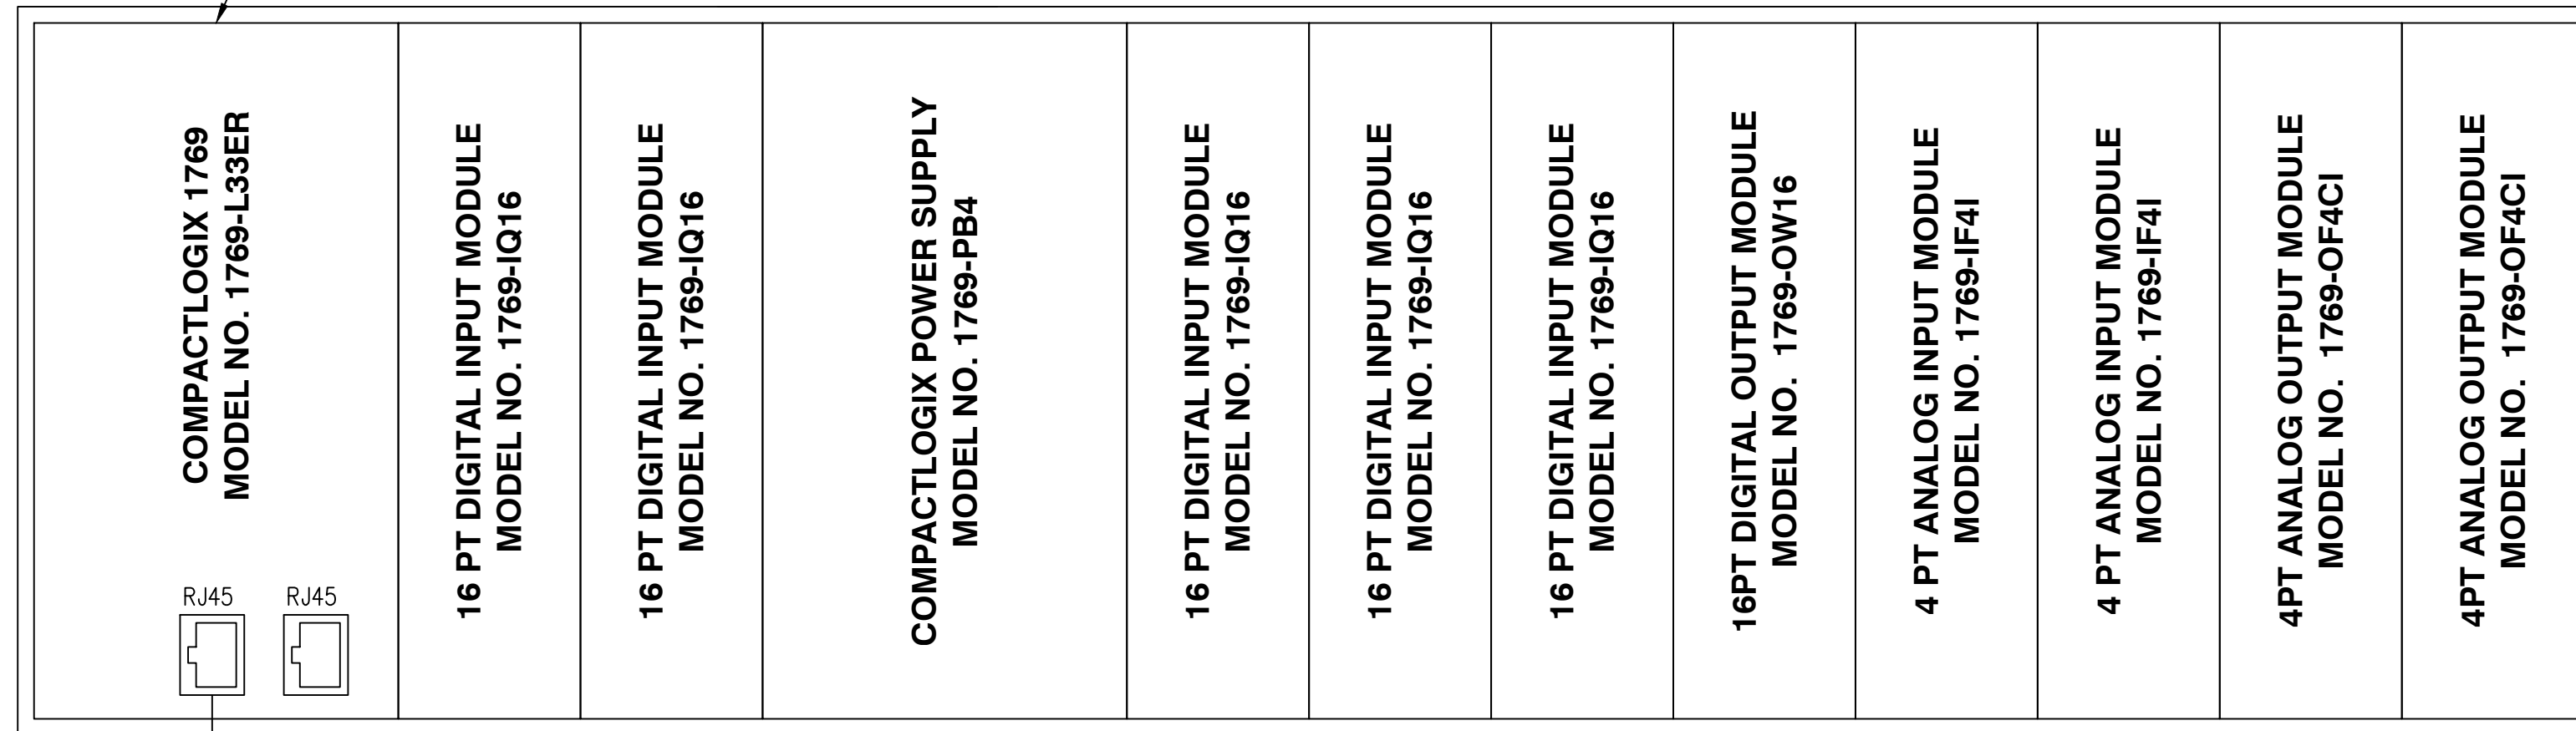 COMPACTLOGIX 1769
MODEL NO. 1769-L33ER
RJ45
RJ45
16 PT DIGITAL INPUT MODULE
MODEL NO. 1769-IQ16
16 PT DIGITAL INPUT MODULE
MODEL NO. 1769-IQ16
COMPACTLOGIX POWER SUPPLY
MODEL NO. 1769-PB4
16 PT DIGITAL INPUT MODULE
MODEL NO. 1769-IQ16
16 PT DIGITAL INPUT MODULE
MODEL NO. 1769-IQ16
16 PT DIGITAL INPUT MODULE
MODEL NO. 1769-IQ16
16PT DIGITAL OUTPUT MODULE
MODEL NO. 1769-OW16
4 PT ANALOG INPUT MODULE
MODEL NO. 1769-IF4I
4 PT ANALOG INPUT MODULE
MODEL NO. 1769-IF4I
4PT ANALOG OUTPUT MODULE
MODEL NO. 1769-OF4CI
4PT ANALOG OUTPUT MODULE
MODEL NO. 1769-OF4CI